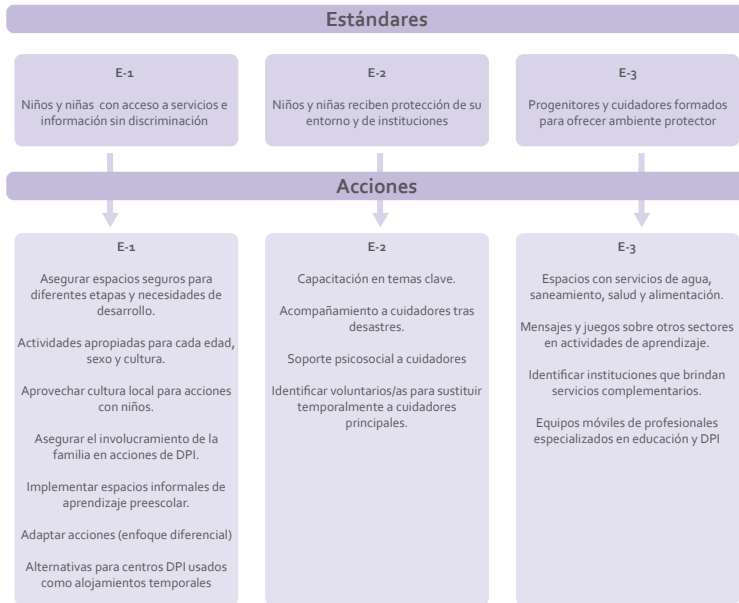 Estándares
E-1
Niños y niñas con acceso a servicios e
información sin discriminación
E-2
Niños y niñas reciben protección de su
entorno y de instituciones
E-3
Progenitores y cuidadores formados
para ofrecer ambiente protector
Acciones
E-1
Asegurar espacios seguros para
diferentes etapas y necesidades de
desarrollo.
Actividades apropiadas para cada edad,
sexo y cultura.
Aprovechar cultura local para acciones
con niños.
Asegurar el involucramiento de la
familia en acciones de DPI.
Implementar espacios informales de
aprendizaje preescolar.
Adaptar acciones (enfoque diferencial)
Alternativas para centros DPI usados
como alojamientos temporales
E-2
Capacitación en temas clave.
Acompañamiento a cuidadores tras
desastres.
Soporte psicosocial a cuidadores
Identificar voluntarios/as para sustituir
temporalmente a cuidadores
principales.
E-3
Espacios con servicios de agua,
saneamiento, salud y alimentación.
Mensajes y juegos sobre otros sectores
en actividades de aprendizaje.
Identificar instituciones que brindan
servicios complementarios.
Equipos móviles de profesionales
especializados en educación y DPI